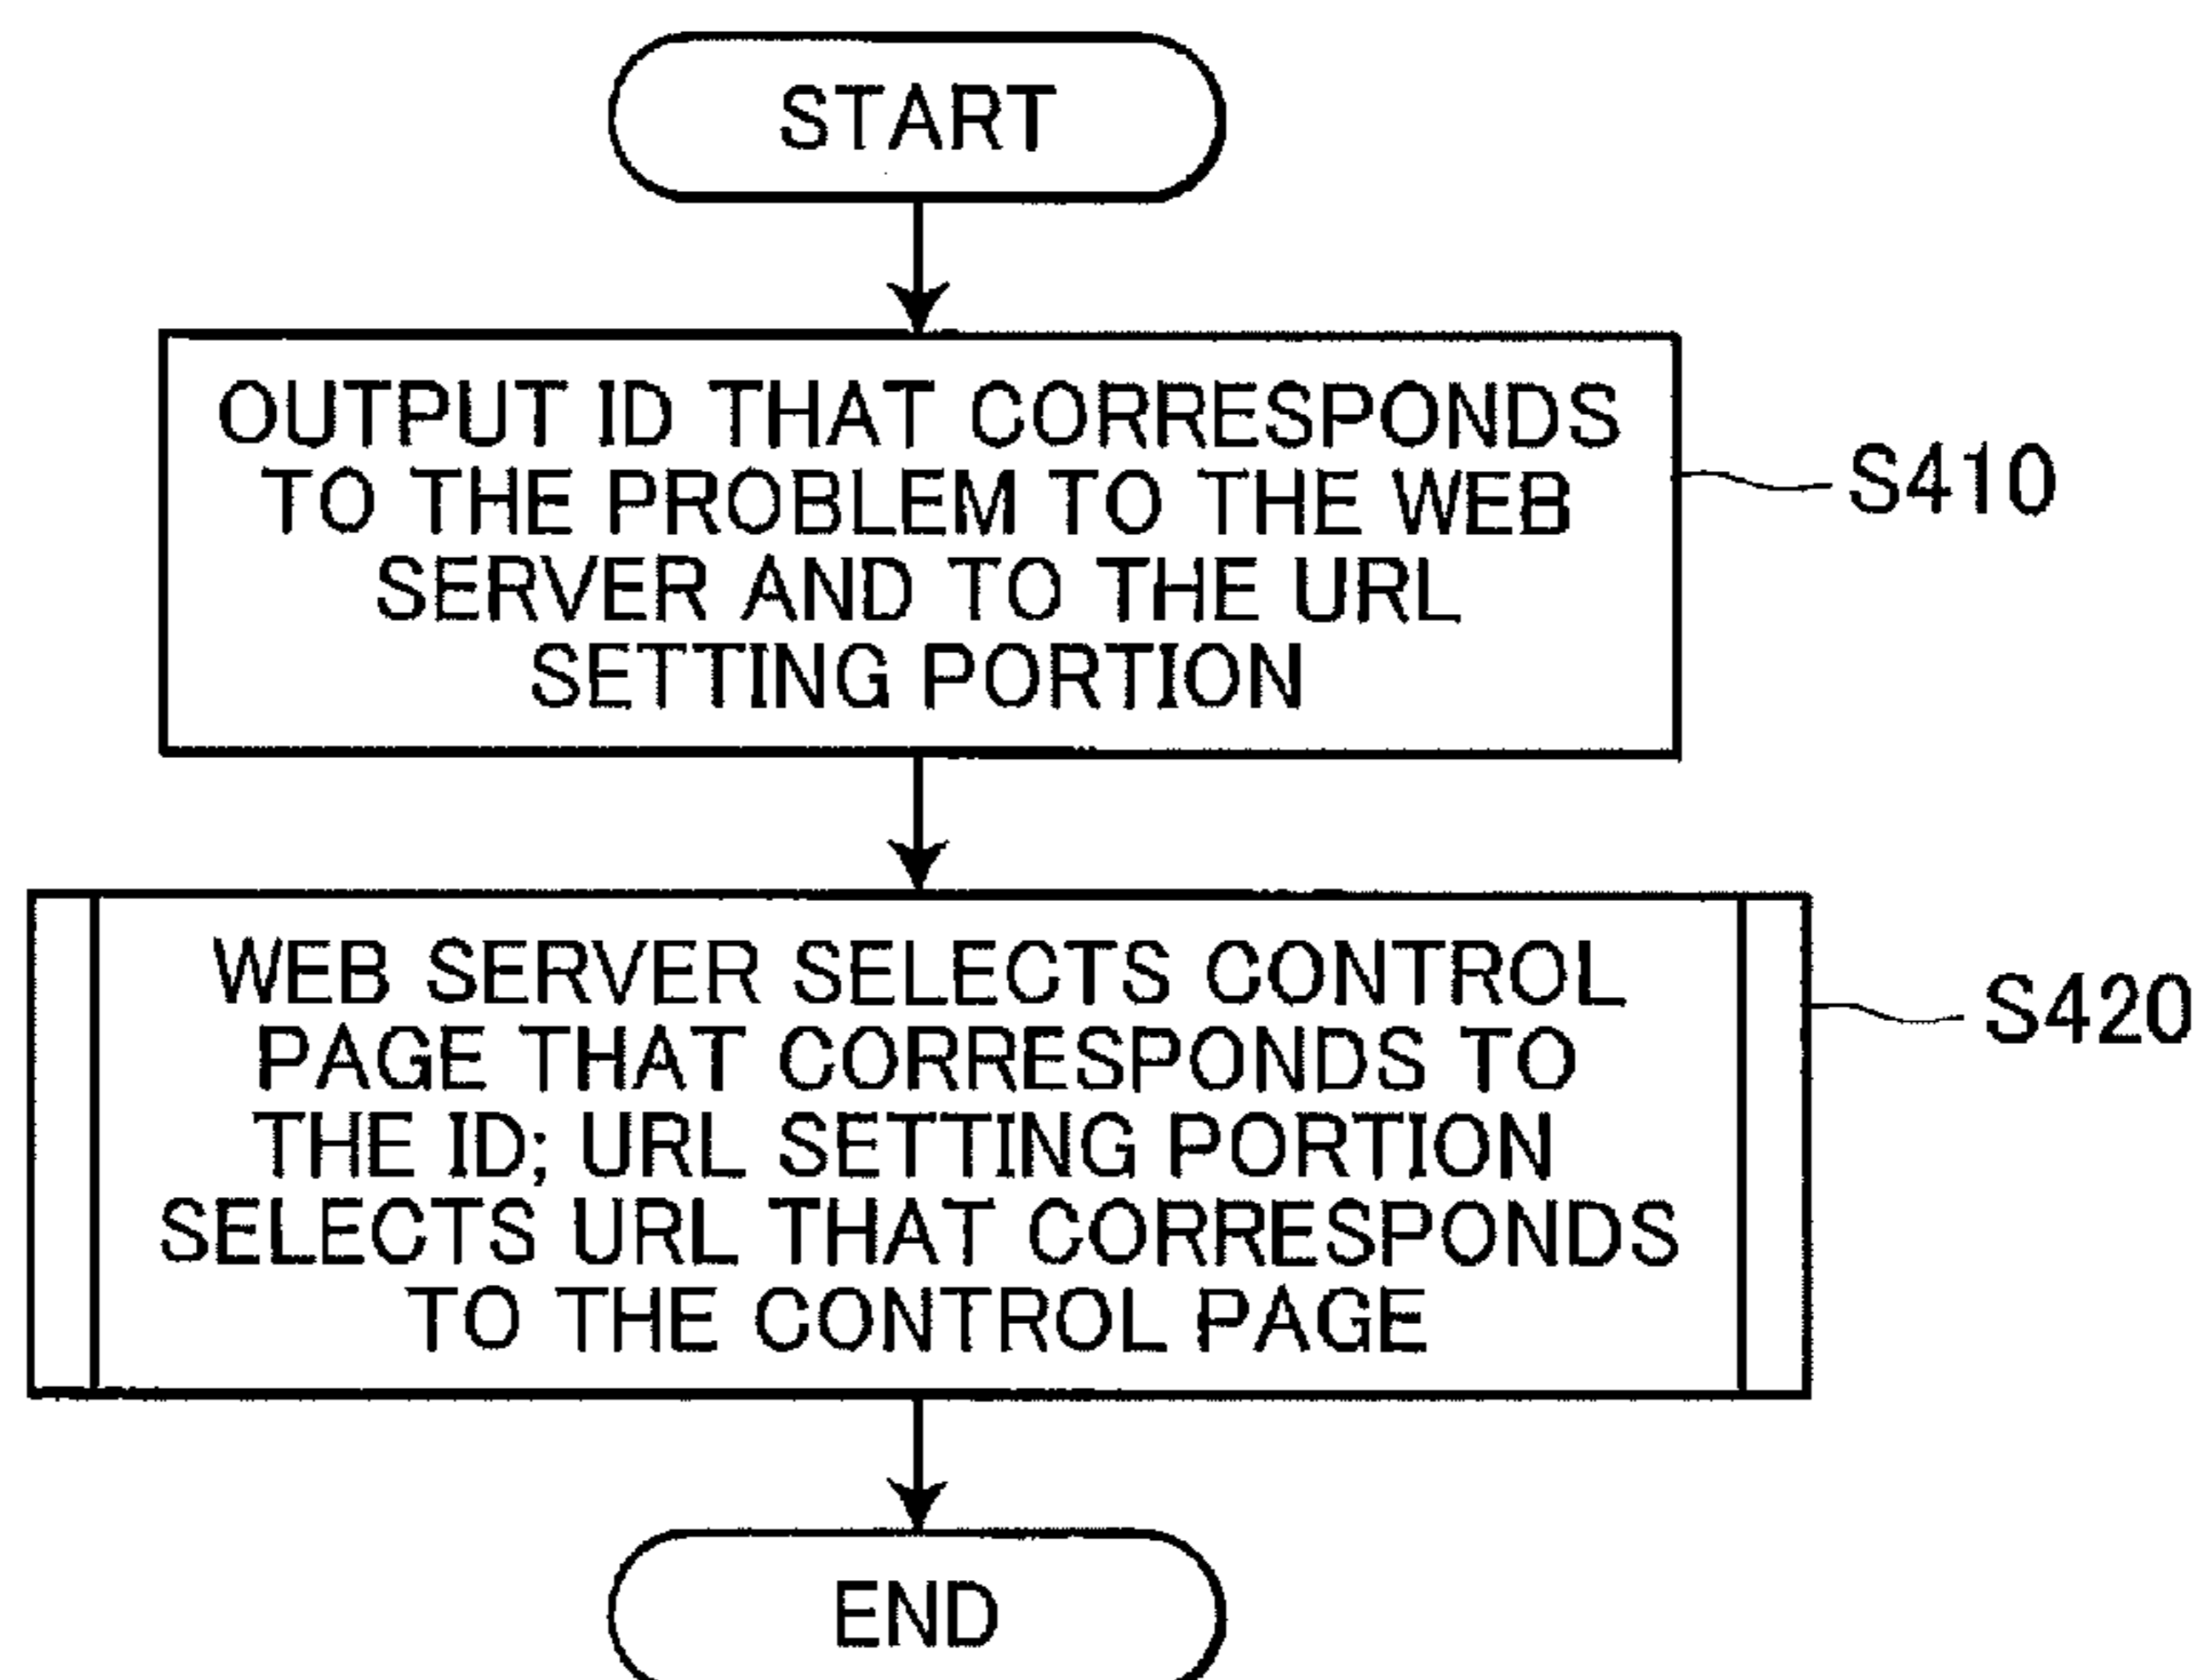 START
OUTPUT ID THAT CORRESPONDS
TO THE PROBLEM TO THE WEB
SERVER AND TO THE URL
SETTING PORTION
S410
WEB SERVER SELECTS CONTROL
PAGE THAT CORRESPONDS TO
THE ID; URL SETTING PORTION
SELECTS URL THAT CORRESPONDS
TO THE CONTROL PAGE
S420
END